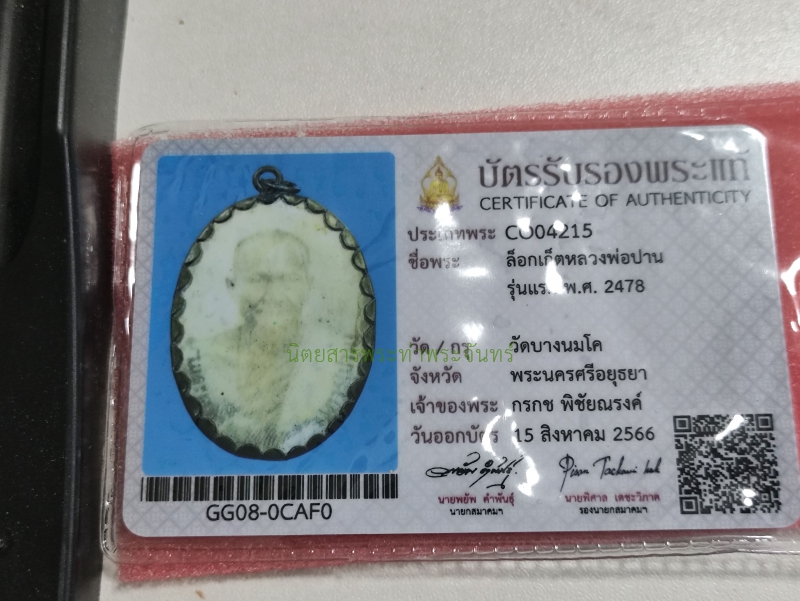 บัตรรับรองพระแท้
CERTIFICATE OF AUTHENTICITY
ประเภทพระ CO04215
ชื่อพระ ล็อกเก็ตหลวงพ่อปาน
พ.ศ. 2478
วัด / วัดบางนมโค
นิตยสารพระท่าพระจันทร์
จังหวัด พระนครศรีอยุธยา
เจ้าของพระ กรกช พิชัยณรงค์
วันออกบัตร 15 สิงหาคม 2566
นายพยัพ คำพันธุ์ นายพิศาล เตชะวิภาค
นายกสมาคมฯ รองนายกสมาคมฯ
GG08-0CAF0